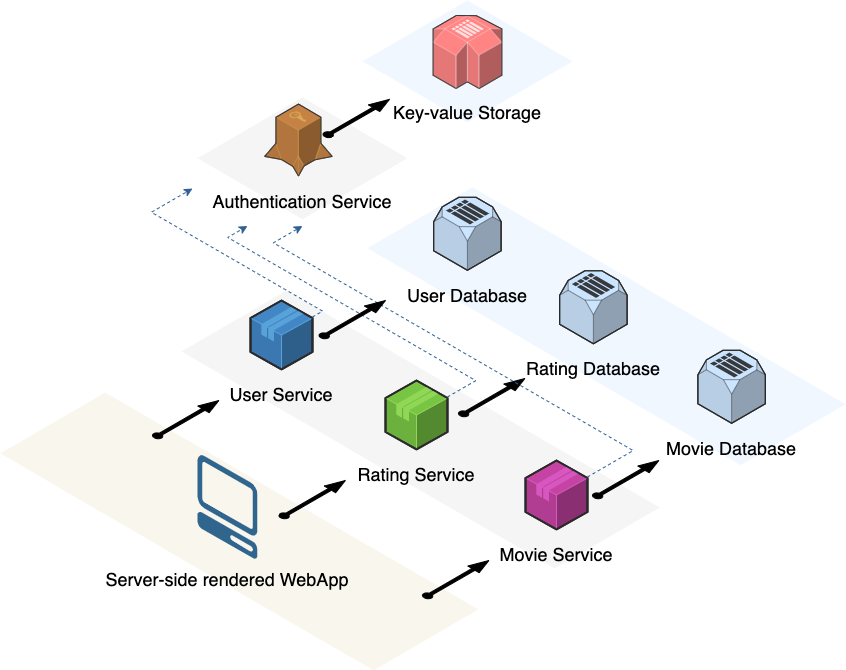 Key-value Storage
Authentication Service
User Database
Rating Database
User Service
Movie Database
Rating Service
Movie Service
Server-side rendered WebApp